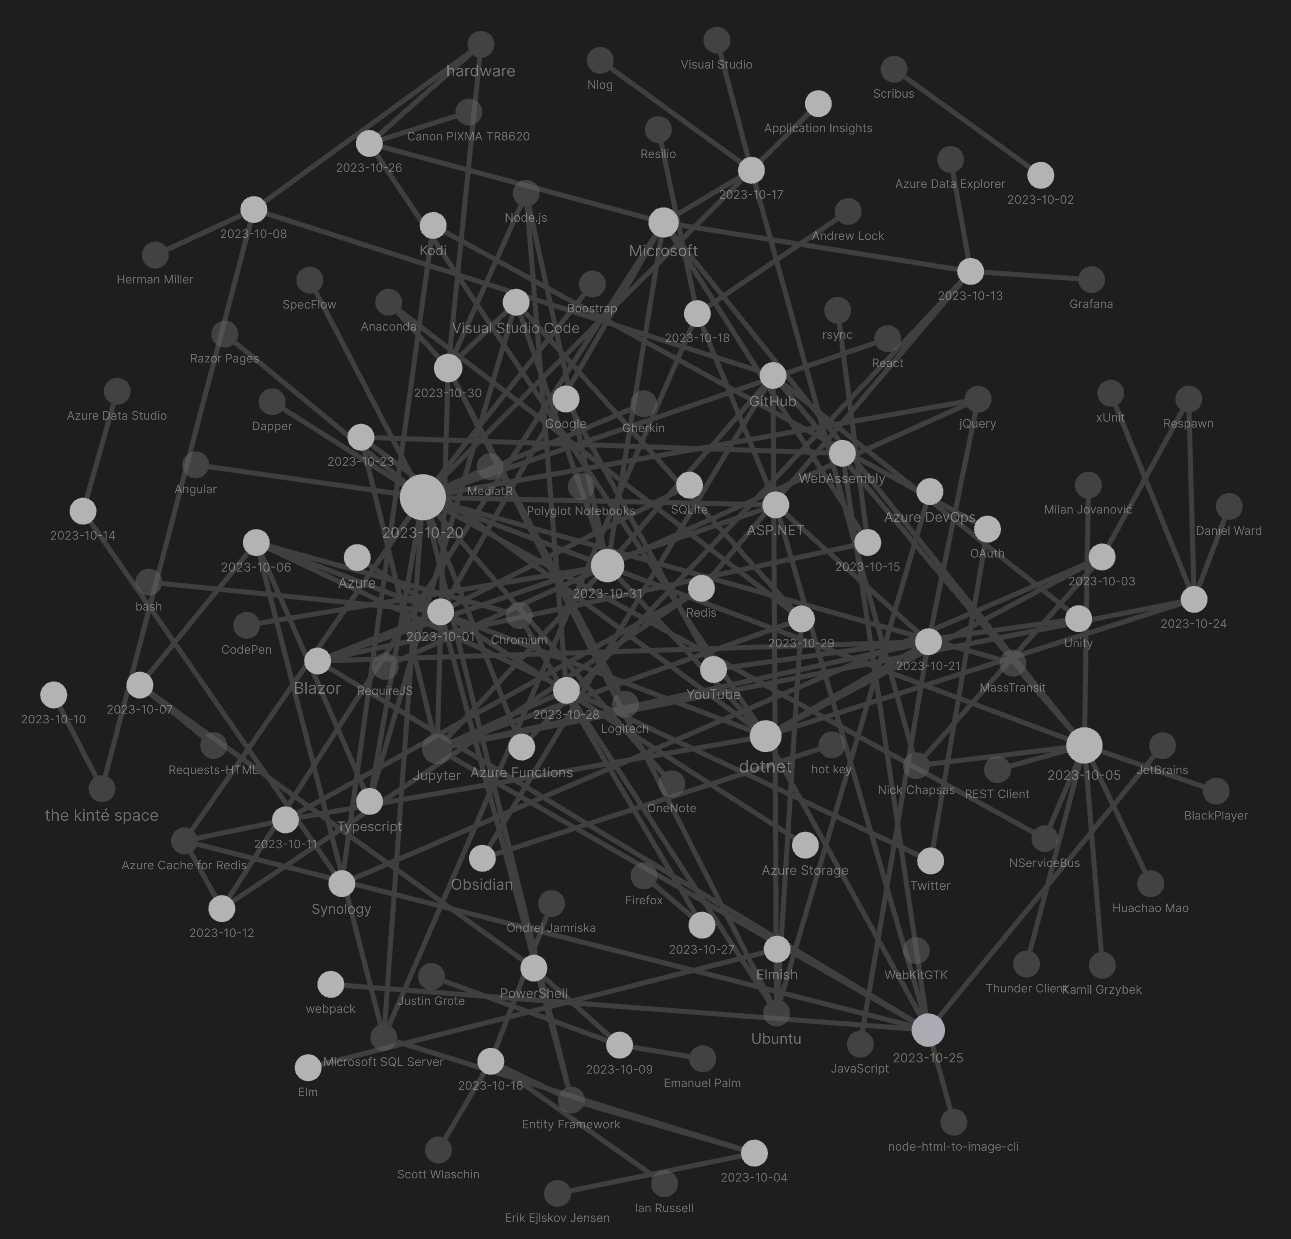 Visual Studio
hardware
Nlog
Scribus
Application Insights
Canon PIXMA TR8620
Resilio
2023-10-26
Azure Data Explorer
2023-10-17
2023-10-02
Node.js
2023-10-08
Andrew Lock
Kodi
Microsoft
Herman Miller
2023-10-13
SpecFlow
Boostrap
Grafana
Anaconda
Visual Studio Code
rsync
2023-10-18
Razor Pages
React
2023-10-30
GitHub
Azure Data Studio
xUnit
Dapper
Google
Gherkin
jQuery
Respawn
2023-10-23
WebAssembly
Angular
MediatR
Polyglot Notebooks
SQLite
Milan Jovanović
Azure DevOps
2023-10-14
2023-10-20
ASP.NET
Daniel Ward
OAuth
2023-10-06
2023-10-15
Azure
2023-10-03
2023-10-31
bash
Redis
2023-10-24
2023-10-01
Chromium
2023-10-29
Unity
CodePen
2023-10-21
Blazor
RequireJS
YouTube
MassTransit
2023-10-10
2023-10-07
2023-10-28
Logitech
Requests-HTML
Jupyter
Azure Functions
dotnet
hot key
2023-10-05
JetBrains
Nick Chapsas
REST Client
the kinté space
OneNote
BlackPlayer
Typescript
2023-10-11
Azure Cache for Redis
NServiceBus
Azure Storage
Obsidian
Twitter
Firefox
Synology
Huachao Mao
2023-10-12
Ondrej Jamriska
2023-10-27
Elmish
WebKitGTK
PowerShell
Thunder Client
Kamil Grzybek
webpack
Justin Grote
Ubuntu
2023-10-25
Microsoft SQL Server
2023-10-09
JavaScript
2023-10-16
Emanuel Palm
Elm
Entity Framework
node-html-to-image-cli
Scott Wlaschin
2023-10-04
Ian Russell
Erik Ejlskov Jensen